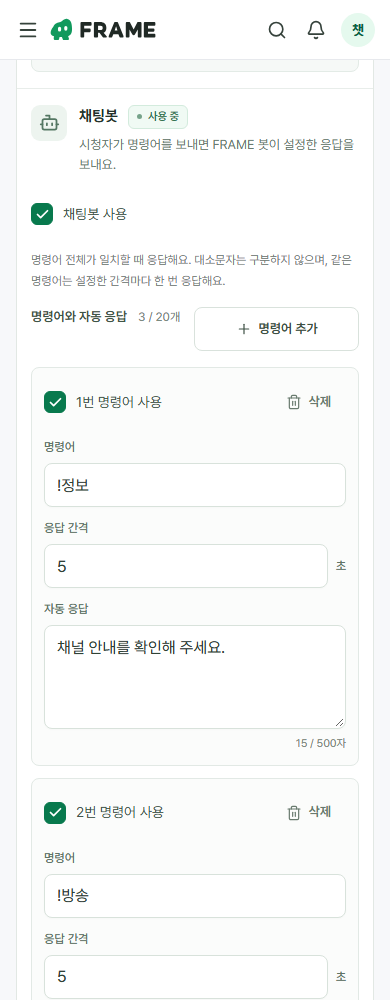 FRAME
챗
채팅봇
사용 중
시청자가 명령어를 보내면 FRAME 봇이 설정한 응답을
보내요.
채팅봇 사용
명령어 전체가 일치할 때 응답해요. 대소문자는 구분하지 않으며, 같은
명령어는 설정한 간격마다 한 번 응답해요.
명령어와 자동 응답 3 / 20개
명령어 추가
1번 명령어 사용
삭제
명령어
!정보
응답 간격
5
초
자동 응답
채널 안내를 확인해 주세요.
15 / 500자
2번 명령어 사용
삭제
명령어
!방송
응답 간격
5
초